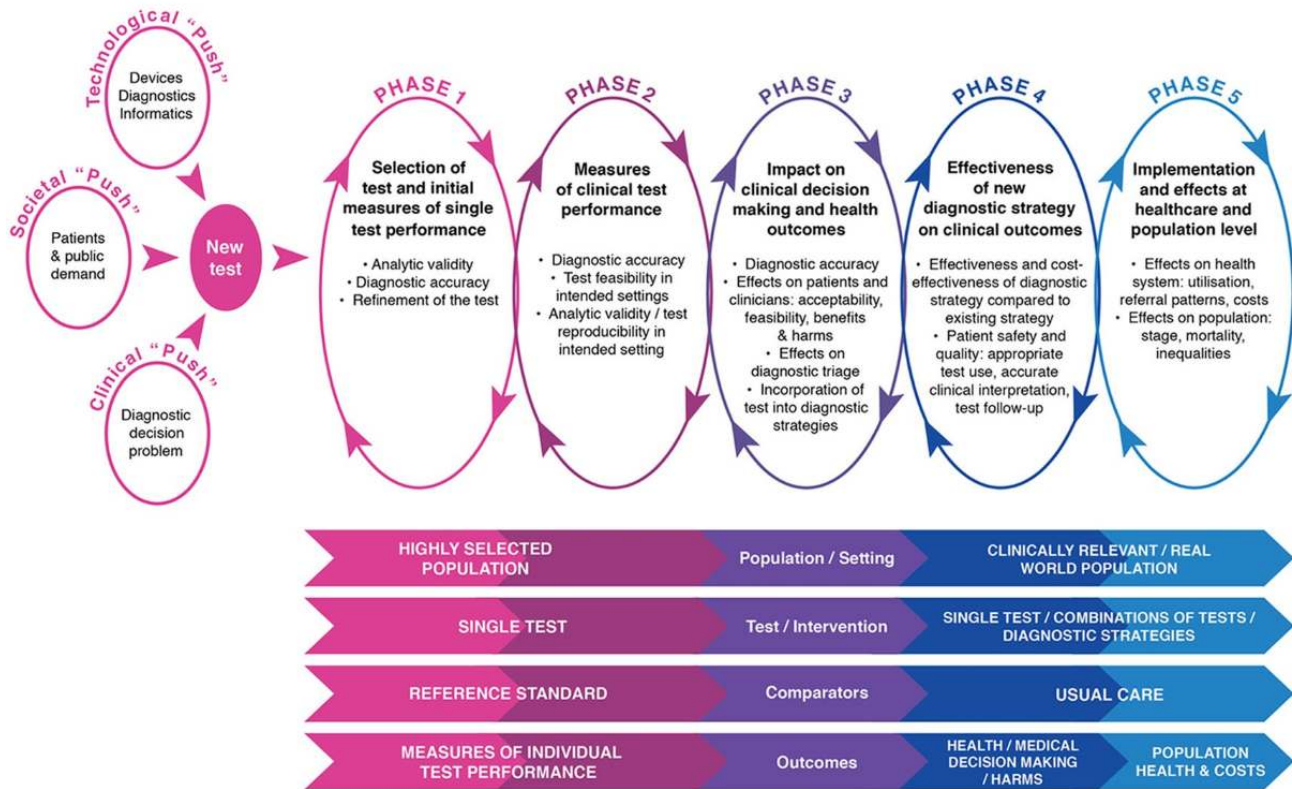 Technological "Push"
Devices
Diagnostics
Informatics
Societal "Push"
Patients
& public
demand
Clinical "Push"
Diagnostic
decision
problem
New
test
PHASE 1
Selection of
test and initial
measures of single
test performance
• Analytic validity
• Diagnostic accuracy
• Refinement of the test
PHASE 2
Measures
of clinical test
performance
• Diagnostic accuracy
• Test feasibility in
intended settings
• Analytic validity / test
reproducibility in
intended setting
PHASE 3
Impact on
clinical decision
making and health
outcomes
• Diagnostic accuracy
• Effects on patients and
clinicians: acceptability,
feasibility, benefits
& harms
• Effects on
diagnostic triage
• Incorporation of
test into diagnostic
strategies
PHASE 4
Effectiveness
of new
diagnostic strategy
on clinical outcomes
• Effectiveness and cost-
effectiveness of diagnostic
strategy compared to
existing strategy
• Patient safety and
quality: appropriate
test use, accurate
clinical interpretation,
test follow-up
PHASE 5
Implementation
and effects at
healthcare and
population level
• Effects on health
system: utilisation,
referral patterns, costs
• Effects on population:
stage, mortality,
inequalities
HIGHLY SELECTED
POPULATION
Population / Setting
CLINICALLY RELEVANT / REAL
WORLD POPULATION
SINGLE TEST
Test / Intervention
SINGLE TEST / COMBINATIONS OF TESTS /
DIAGNOSTIC STRATEGIES
REFERENCE STANDARD
Comparators
USUAL CARE
MEASURES OF INDIVIDUAL
TEST PERFORMANCE
Outcomes
HEALTH / MEDICAL
DECISION MAKING
/ HARMS
POPULATION
HEALTH & COSTS